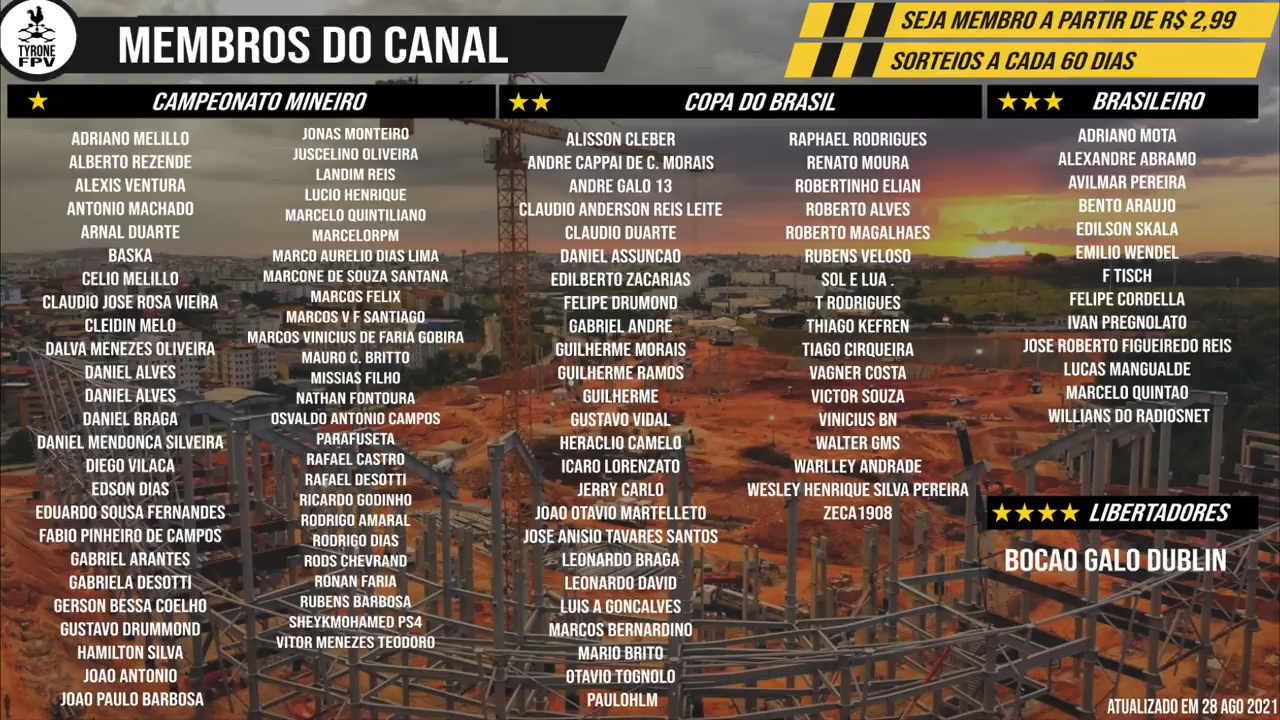 TYRONE
FPV
MEMBROS DO CANAL
SEJA MEMBRO A PARTIR DE R$ 2,99
SORTEIOS A CADA 60 DIAS
CAMPEONATO MINEIRO
ADRIANO MELILLO
ALBERTO REZENDE
ALEXIS VENTURA
ANTONIO MACHADO
ARNAL DUARTE
BASKA
CELIO MELILLO
CLAUDIO JOSE ROSA VIEIRA
CLEIDIN MELO
DALVA MENEZES OLIVEIRA
DANIEL ALVES
DANIEL ALVES
DANIEL BRAGA
DANIEL MENDONCA SILVEIRA
DIEGO VILACA
EDSON DIAS
EDUARDO SOUSA FERNANDES
FABIO PINHEIRO DE CAMPOS
GABRIEL ARANTES
GABRIELA DESOTTI
GERSON BESSA COELHO
GUSTAVO DRUMMOND
HAMILTON SILVA
JOAO ANTONIO
JOAO PAULO BARBOSA
JONAS MONTEIRO
JUSCELINO OLIVEIRA
LANDIM REIS
LUCIO HENRIQUE
MARCELO QUINTILIANO
MARCELORPM
MARCO AURELIO DIAS LIMA
MARCONE DE SOUZA SANTANA
MARCOS FELIX
MARCOS V F SANTIAGO
MARCOS VINICIUS DE FARIA GOBIRA
MAURO C. BRITTO
MISSIAS FILHO
NATHAN FONTOURA
OSVALDO ANTONIO CAMPOS
PARAFUSETA
RAFAEL CASTRO
RAFAEL DESOTTI
RICARDO GODINHO
RODRIGO AMARAL
RODRIGO DIAS
RODS CHEVRAND
RONAN FARIA
RUBENS BARBOSA
SHEYKMOHAMED PS4
VITOR MENEZES TEODORO
COPA DO BRASIL
ALISSON CLEBER
ANDRE CAPPAI DE C. MORAIS
ANDRE GALO 13
CLAUDIO ANDERSON REIS LEITE
CLAUDIO DUARTE
DANIEL ASSUNCAO
EDILBERTO ZACARIAS
FELIPE DRUMOND
GABRIEL ANDRE
GUILHERME MORAIS
GUILHERME RAMOS
GUILHERME
GUSTAVO VIDAL
HERACLIO CAMELO
ICARO LORENZATO
JERRY CARLO
JOAO OTAVIO MARTELLETO
JOSE ANISIO TAVARES SANTOS
LEONARDO BRAGA
LEONARDO DAVID
LUIS A GONCALVES
MARCOS BERNARDINO
MARIO BRITO
OTAVIO TOGNOLO
PAULOHLM
RAPHAEL RODRIGUES
RENATO MOURA
ROBERTINHO ELIAN
ROBERTO ALVES
ROBERTO MAGALHAES
RUBENS VELOSO
SOL E LUA .
T RODRIGUES
THIAGO KEFREN
TIAGO CIRQUEIRA
VAGNER COSTA
VICTOR SOUZA
VINICIUS BN
WALTER GMS
WARLLEY ANDRADE
WESLEY HENRIQUE SILVA PEREIRA
ZECA1908
BRASILEIRO
ADRIANO MOTA
ALEXANDRE ABRAMO
AVILMAR PEREIRA
BENTO ARAUJO
EDILSON SKALA
EMILIO WENDEL
F TISCH
FELIPE CORDELLA
IVAN PREGNOLATO
JOSE ROBERTO FIGUEIREDO REIS
LUCAS MANGUALDE
MARCELO QUINTAO
WILLIANS DO RADIOSNET
LIBERTADORES
BOCAO GALO DUBLIN
ATUALIZADO EM 28 AGO 2021